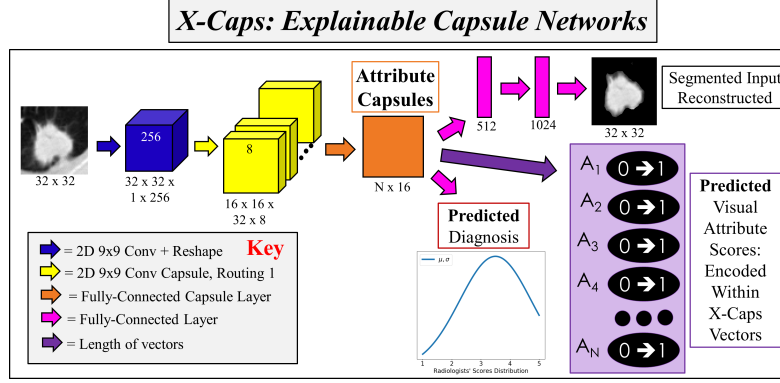 X-Caps: Explainable Capsule Networks
32 x 32
256
32 x 32 x
1 x 256
8
16 x 16 x
32 x 8
Attribute
Capsules
N x 16
512
1024
32 x 32
Segmented Input
Reconstructed
Predicted
Diagnosis
μ, σ
1
2
3
4
5
Radiologists' Scores Distribution
A1 0 → 1
A2 0 → 1
A3 0 → 1
A4 0 → 1
AN 0 → 1
Predicted
Visual
Attribute
Scores:
Encoded
Within
X-Caps
Vectors
Key
= 2D 9x9 Conv + Reshape
= 2D 9x9 Conv Capsule, Routing 1
= Fully-Connected Capsule Layer
= Fully-Connected Layer
= Length of vectors